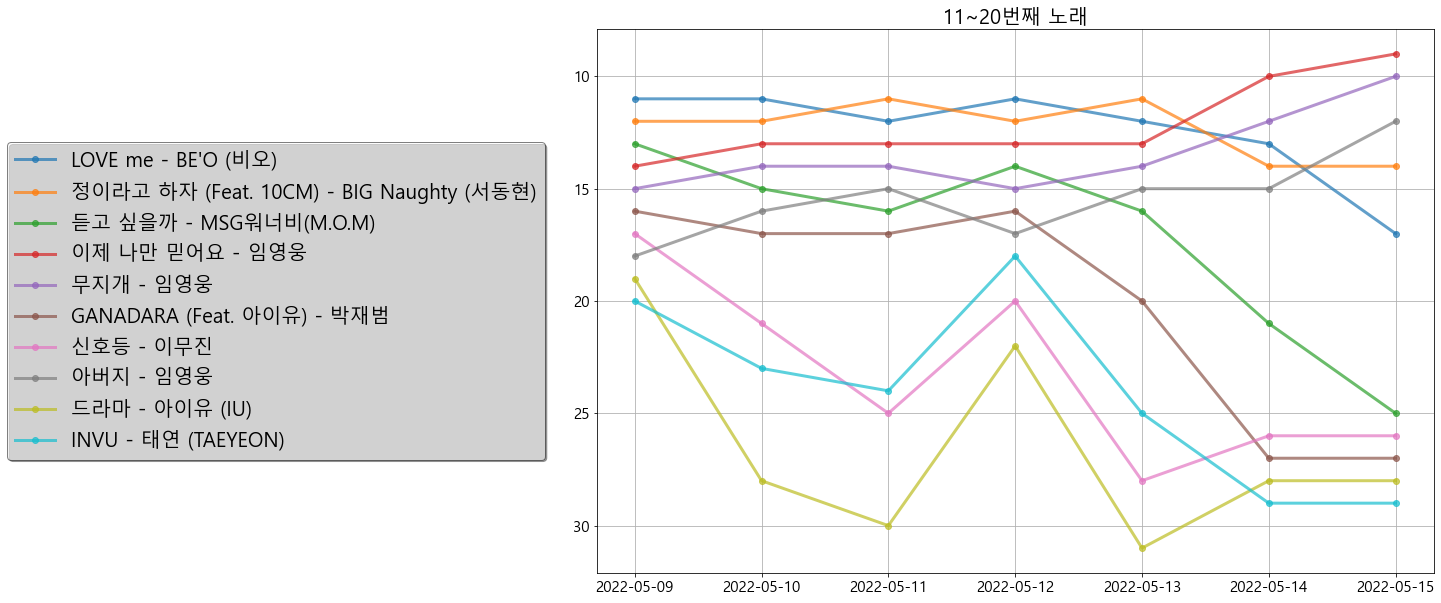 11~20번째 노래
LOVE me - BE'O (비오)
정이라고 하자 (Feat. 10CM) - BIG Naughty (서동현)
듣고 싶을까 - MSG워너비(M.O.M)
이제 나만 믿어요 - 임영웅
무지개 - 임영웅
GANADARA (Feat. 아이유) - 박재범
신호등 - 이무진
아버지 - 임영웅
드라마 - 아이유 (IU)
INVU - 태연 (TAEYEON)
10
15
20
25
30
2022-05-09 2022-05-10 2022-05-11 2022-05-12 2022-05-13 2022-05-14 2022-05-15